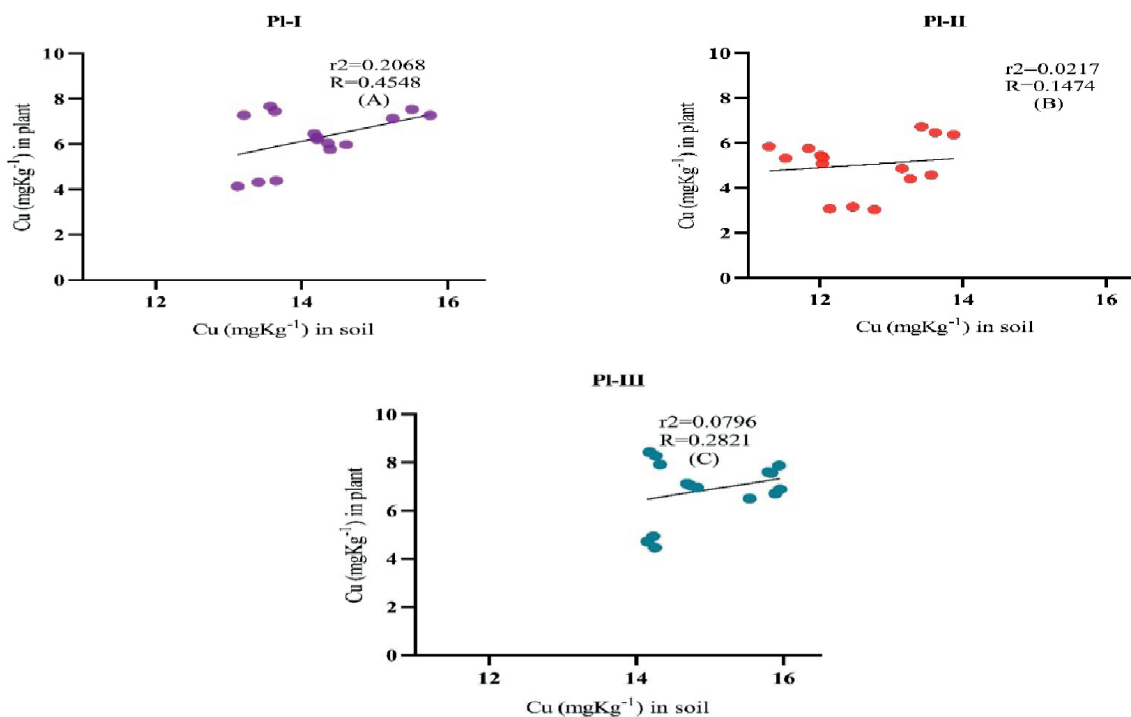 Pl-I
r2=0.2068
R=0.4548
(A)
Cu (mgKg⁻¹) in plant
10
8
6
4
2
0
12
14
16
Cu (mgKg⁻¹) in soil
Pl-II
r2=0.0217
R=0.1474
(B)
Cu (mgKg⁻¹) in plant
10
8
6
4
2
0
12
14
16
Cu (mgKg⁻¹) in soil
Pl-III
r2=0.0796
R=0.2821
(C)
Cu (mgKg⁻¹) in plant
10
8
6
4
2
0
12
14
16
Cu (mgKg⁻¹) in soil